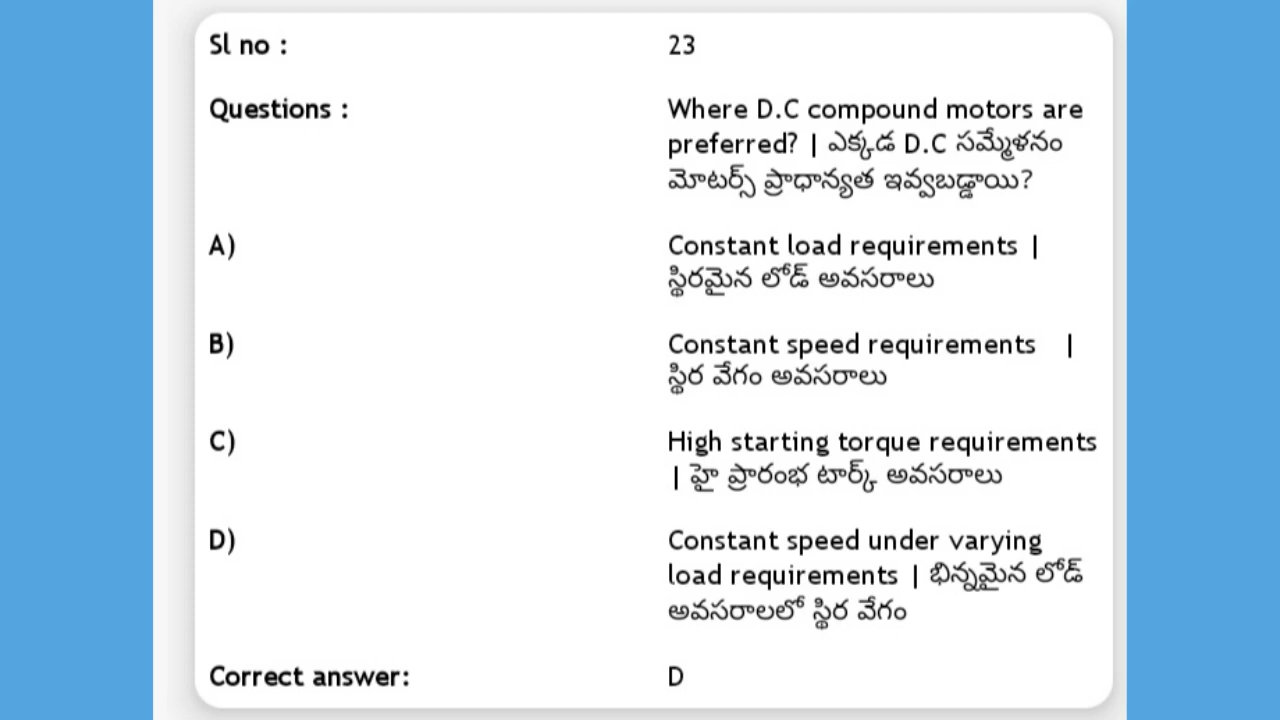 Sl no : 23
Questions : Where D.C compound motors are
preferred? | ఎక్కడ D.C సమ్మేళనం
మోటర్స్ ప్రాధాన్యత ఇవ్వబడ్డాయి?
A) Constant load requirements |
స్థిరమైన లోడ్ అవసరాలు
B) Constant speed requirements |
స్థిర వేగం అవసరాలు
C) High starting torque requirements
| హై ప్రారంభ టార్క్ అవసరాలు
D) Constant speed under varying
load requirements | భిన్నమైన లోడ్
అవసరాలలో స్థిర వేగం
Correct answer: D